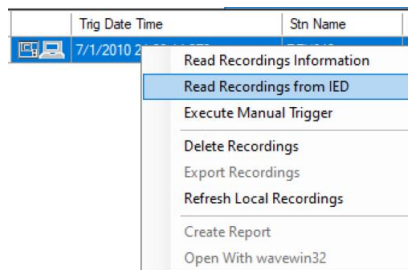 Trig Date Time Stn Name
7/1/2010
Read Recordings Information
Read Recordings from IED
Execute Manual Trigger
Delete Recordings
Export Recordings
Refresh Local Recordings
Create Report
Open With wavewin32